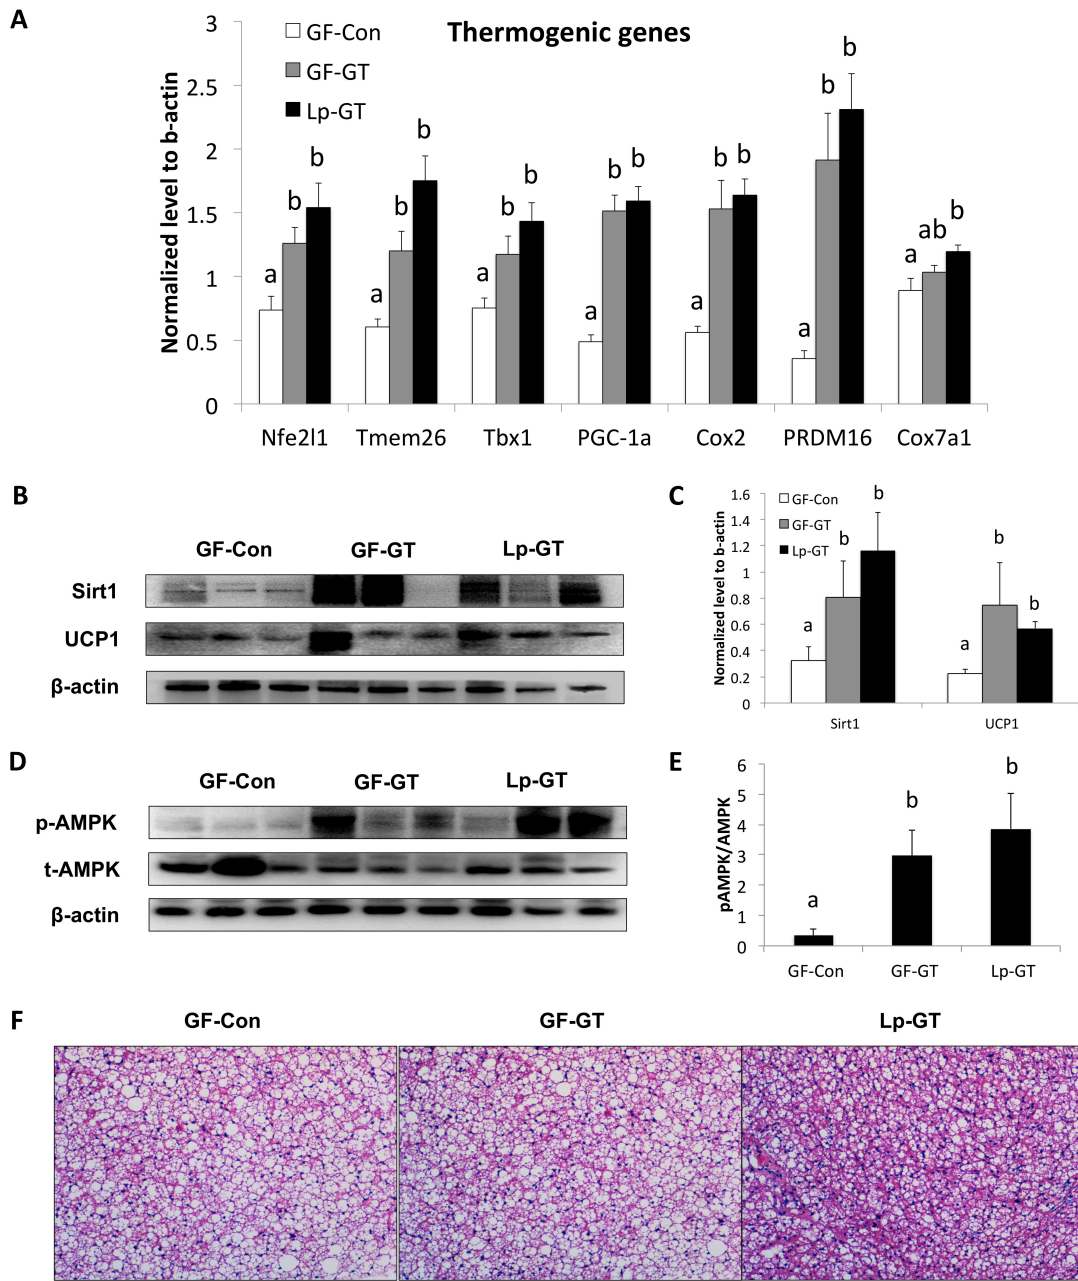 A
Thermogenic genes
GF-Con
GF-GT
Lp-GT
Normalized level to b-actin
3
2.5
2
1.5
1
0.5
0
a b b
a b b
a b b
a b b
a b b
a b b
a ab b
Nfe2l1 Tmem26 Tbx1 PGC-1a Cox2 PRDM16 Cox7a1
B
GF-Con GF-GT Lp-GT
Sirt1
UCP1
β-actin
C
GF-Con
GF-GT
Lp-GT
Normalized level to b-actin
1.6
1.4
1.2
1
0.8
0.6
0.4
0.2
0
a b b
a b b
Sirt1 UCP1
D
GF-Con GF-GT Lp-GT
p-AMPK
t-AMPK
β-actin
E
pAMPK/AMPK
6
5
4
3
2
1
0
a b b
GF-Con GF-GT Lp-GT
F
GF-Con GF-GT Lp-GT